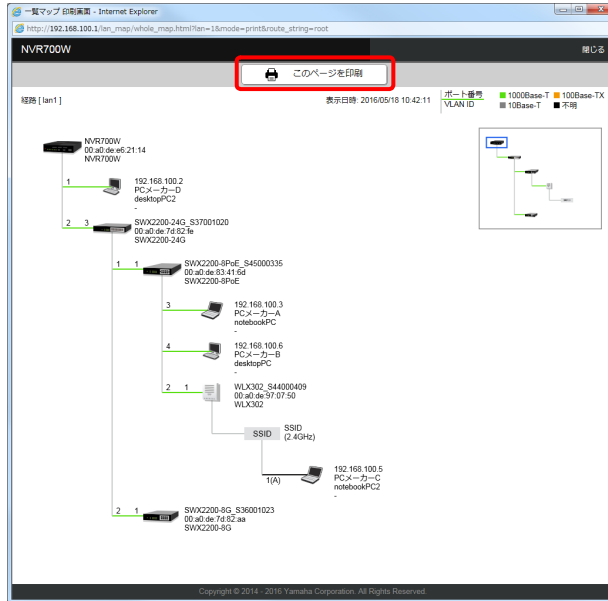 一覧マップ 印刷画面 - Internet Explorer
http://192.168.100.1/lan_map/whole_map.html?lan=1&mode=print&route_string=root
NVR700W
閉じる
このページを印刷
経路 [ lan1 ]
表示日時: 2016/05/18 10:42:11
ポート番号
VLAN ID
1000Base-T
100Base-TX
10Base-T
不明
NVR700W
00:a0:de:e6:21:14
NVR700W
1
192.168.100.2
PCメーカーD
desktopPC2
-
2 3
SWX2200-24G_S37001020
00:a0:de:7d:82:fe
SWX2200-24G
1 1
SWX2200-8PoE_S45000335
00:a0:de:83:41:6d
SWX2200-8PoE
3
192.168.100.3
PCメーカーA
notebookPC
-
4
192.168.100.6
PCメーカーB
desktopPC
-
2 1
WLX302_S44000409
00:a0:de:97:07:50
WLX302
SSID
SSID
(2.4GHz)
1(A)
192.168.100.5
PCメーカーC
notebookPC2
-
2 1
SWX2200-8G_S36001023
00:a0:de:7d:82:aa
SWX2200-8G
Copyright © 2014 - 2016 Yamaha Corporation. All Rights Reserved.